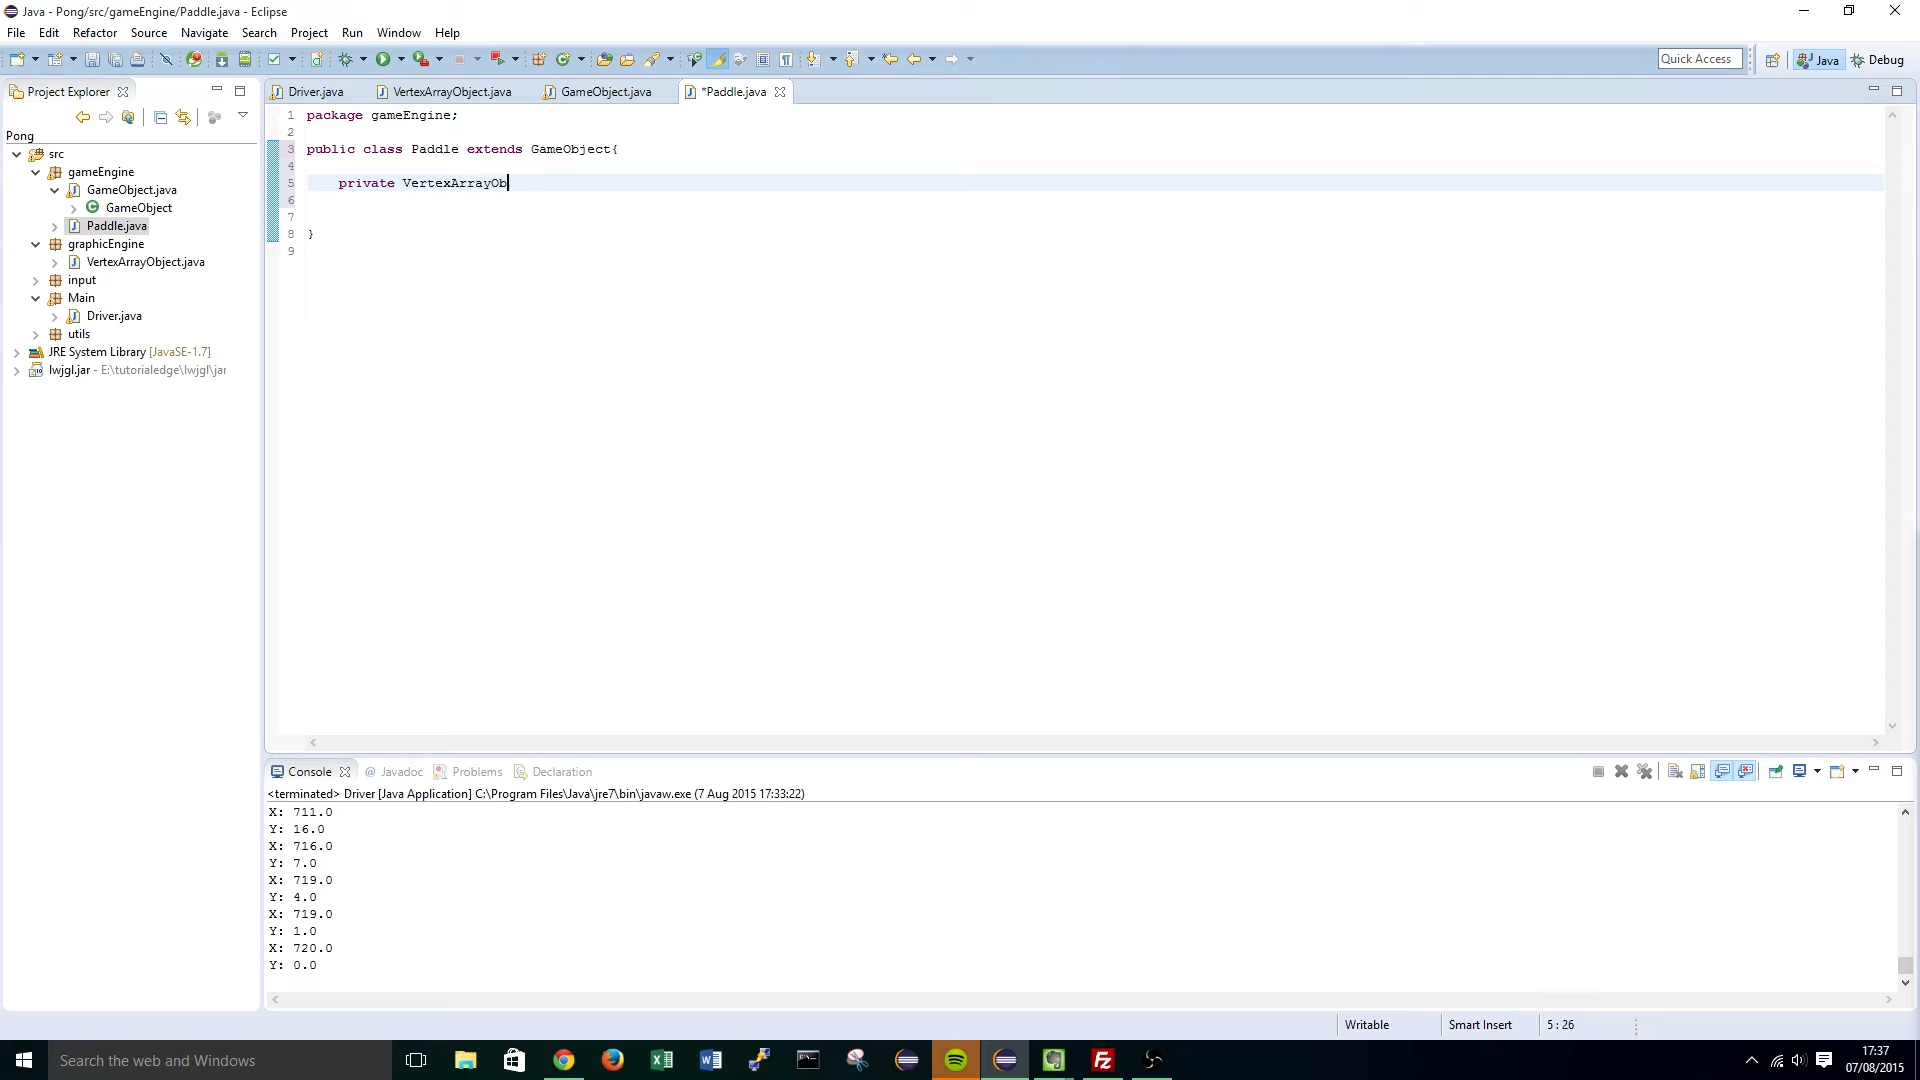 Java - Pong/src/gameEngine/Paddle.java - Eclipse
File Edit Refactor Source Navigate Search Project Run Window Help
Quick Access Java Debug
Project Explorer
Driver.java VertexArrayObject.java GameObject.java *Paddle.java
Pong
src
gameEngine
GameObject.java
GameObject
Paddle.java
graphicEngine
VertexArrayObject.java
input
Main
Driver.java
utils
JRE System Library [JavaSE-1.7]
lwjgl.jar - E:\tutorialedge\lwjgl\jar
1 package gameEngine;
2
3 public class Paddle extends GameObject{
4
5 private VertexArrayOb
6
7
8 }
9
Console @ Javadoc Problems Declaration
<terminated> Driver [Java Application] C:\Program Files\Java\jre7\bin\javaw.exe (7 Aug 2015 17:33:22)
X: 711.0
Y: 16.0
X: 716.0
Y: 7.0
X: 719.0
Y: 4.0
X: 719.0
Y: 1.0
X: 720.0
Y: 0.0
Writable Smart Insert 5 : 26
Search the web and Windows
17:37
07/08/2015